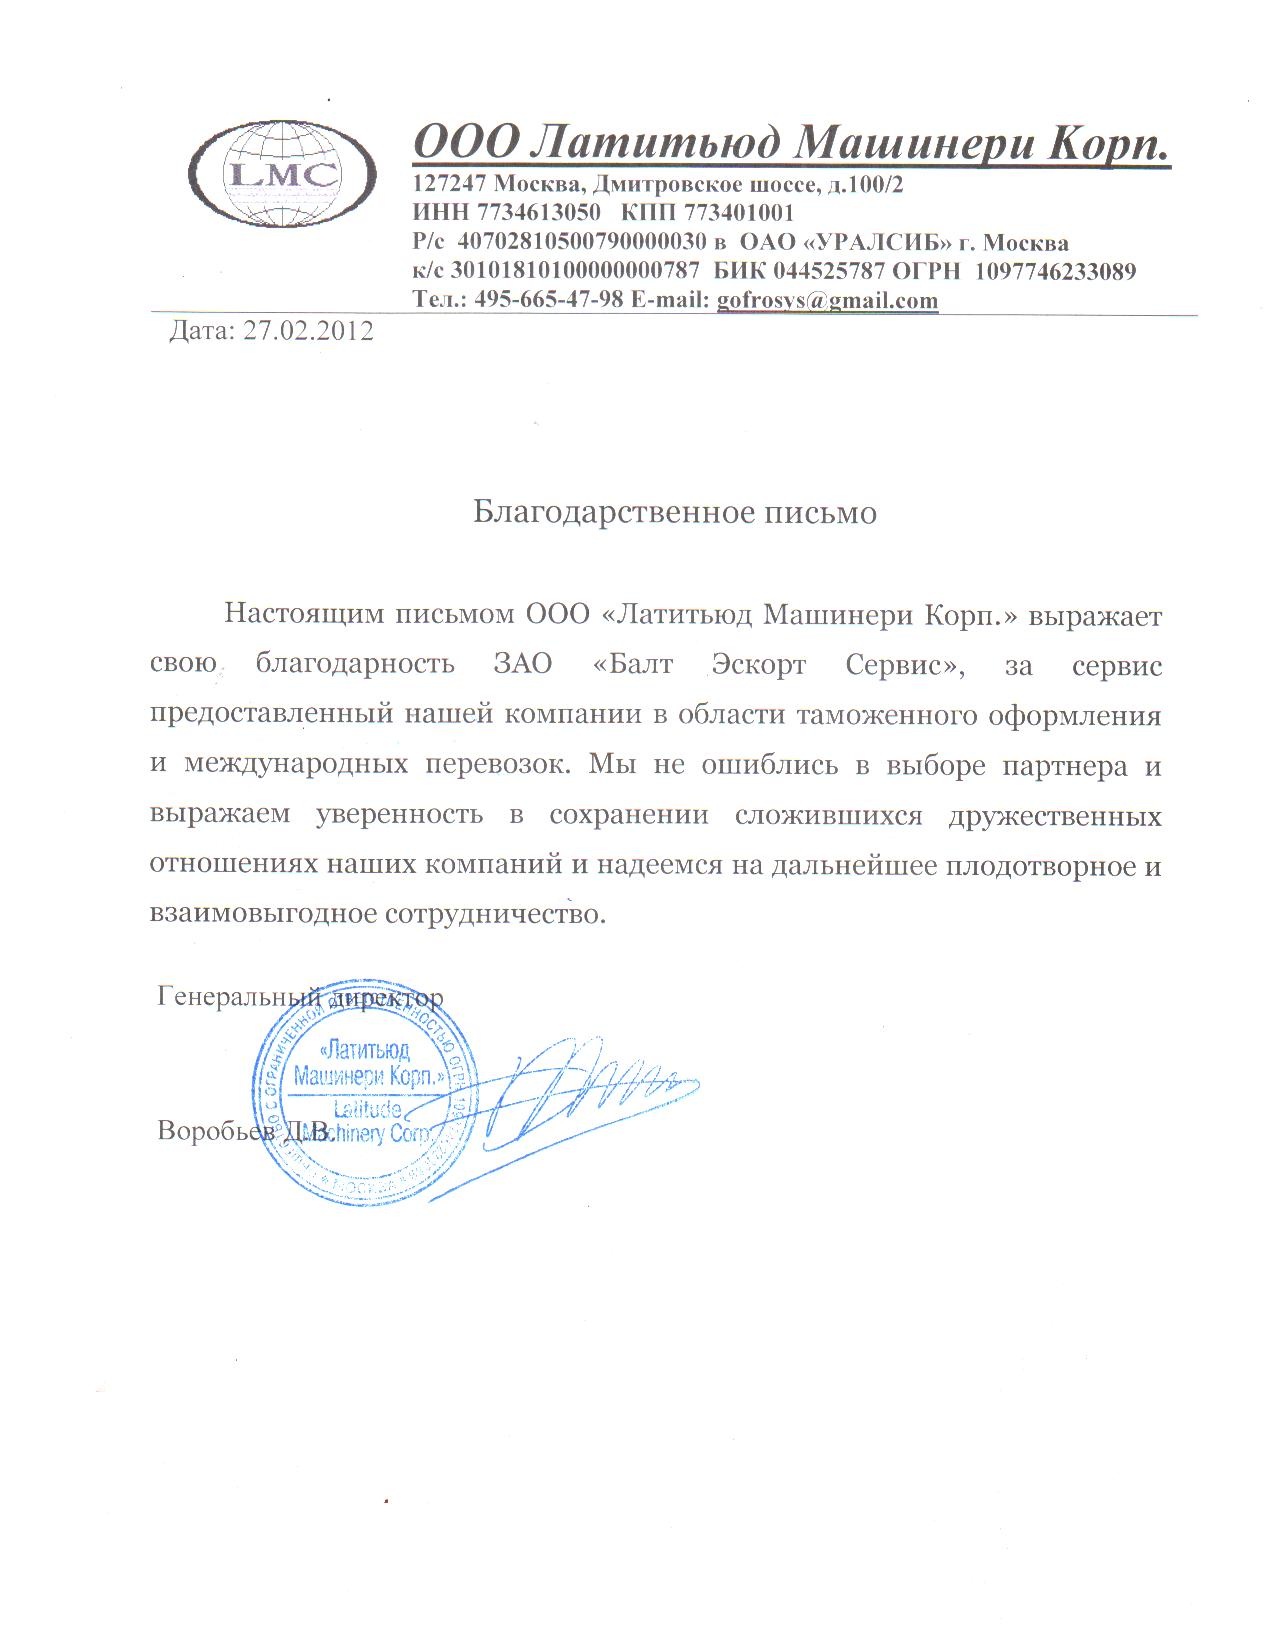 LMC
ООО Латитьюд Машинери Корп.
127247 Москва, Дмитровское шоссе, д.100/2
ИНН 7734613050 КПП 773401001
Р/с 40702810500790000030 в ОАО «УРАЛСИБ» г. Москва
к/с 30101810100000000787 БИК 044525787 ОГРН 1097746233089
Тел.: 495-665-47-98 E-mail: gofrosys@gmail.com
Дата: 27.02.2012
Благодарственное письмо
Настоящим письмом ООО «Латитьюд Машинери Корп.» выражает
свою благодарность ЗАО «Балт Эскорт Сервис», за сервис
предоставленный нашей компании в области таможенного оформления
и международных перевозок. Мы не ошиблись в выборе партнера и
выражаем уверенность в сохранении сложившихся дружественных
отношениях наших компаний и надеемся на дальнейшее плодотворное и
взаимовыгодное сотрудничество.
Генеральный директор
«Латитьюд
Машинери Корп.»
Latitude
Machinery Corp.
Воробьев Д.В.
С ОГРАНИЧЕННОЙ ОТВЕТСТВЕННОСТЬЮ ОГРН
МОСКВА